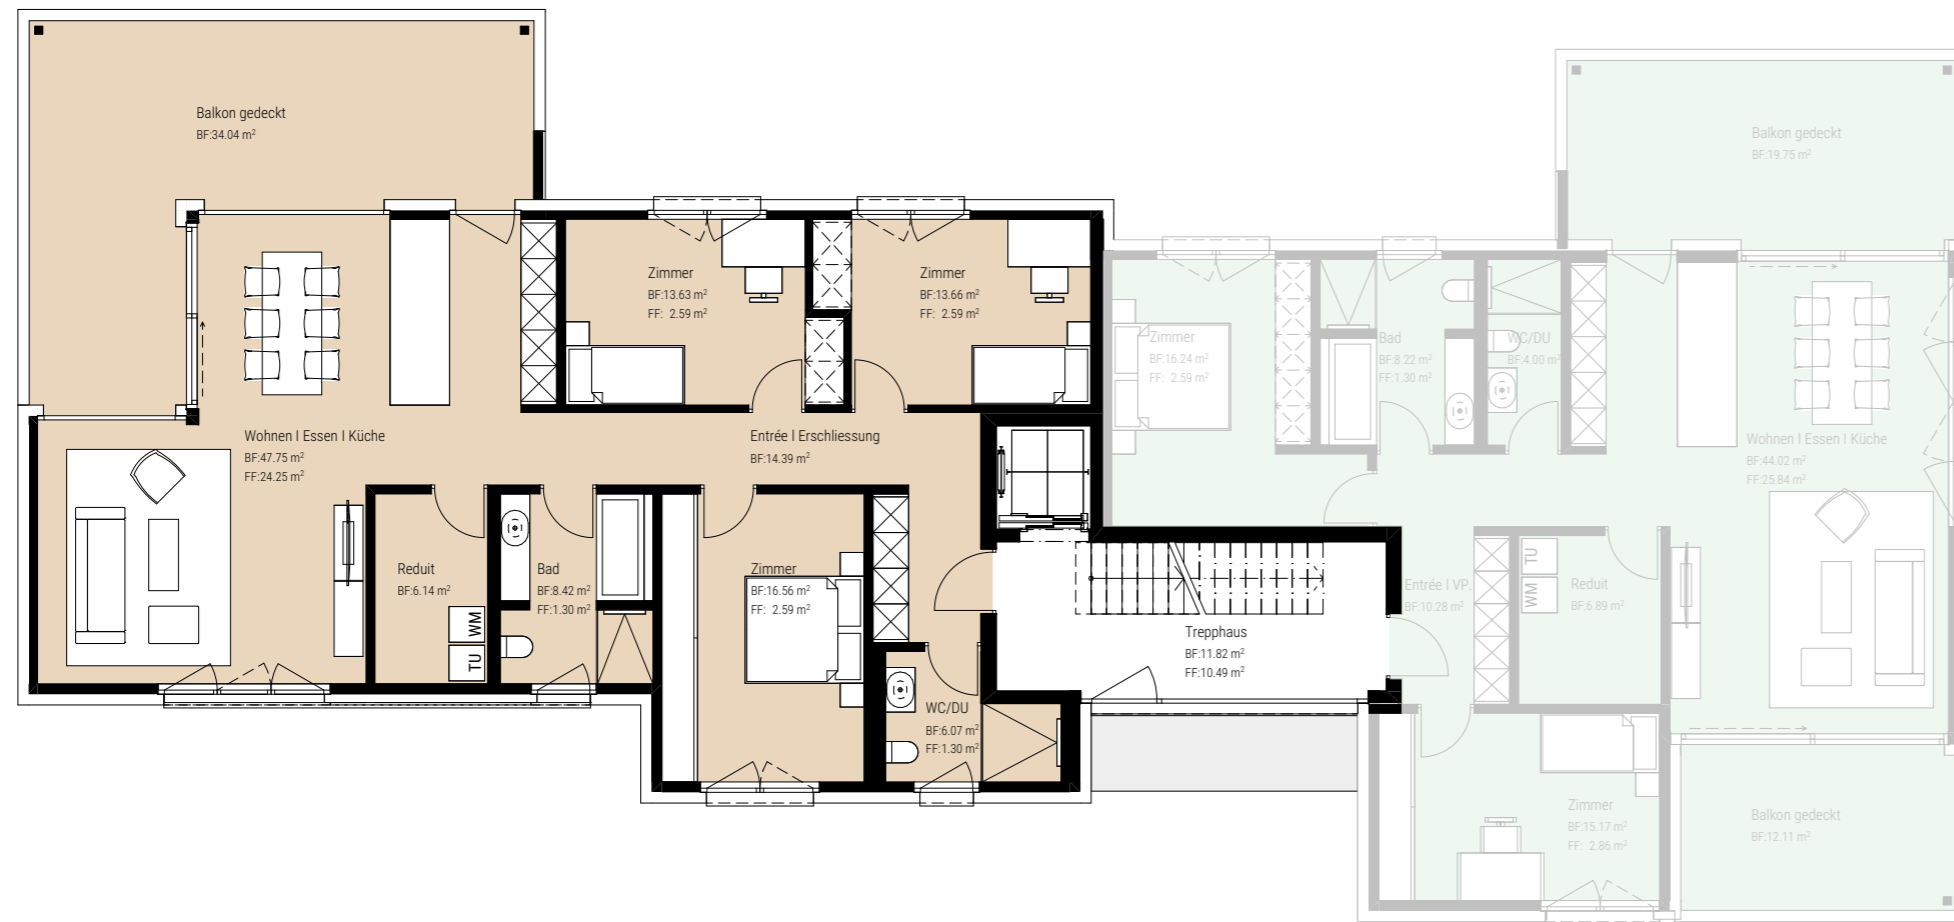 Balkon gedeckt
BF:34.04 m²
Zimmer
BF:13.63 m²
FF: 2.59 m²
Zimmer
BF:13.66 m²
FF: 2.59 m²
Wohnen I Essen I Küche
BF:47.75 m²
FF:24.25 m²
Entrée I Erschliessung
BF:14.39 m²
Reduit
BF:6.14 m²
WM
TU
Bad
BF:8.42 m²
FF:1.30 m²
Zimmer
BF:16.56 m²
FF: 2.59 m²
WC/DU
BF:6.07 m²
FF:1.30 m²
Trepphaus
BF:11.82 m²
FF:10.49 m²
Balkon gedeckt
BF:19.75 m²
Zimmer
BF:16.24 m²
FF: 2.59 m²
Bad
BF:8.22 m²
FF:1.30 m²
WC/DU
BF:4.00 m²
Wohnen I Essen I Küche
BF:44.02 m²
FF:25.84 m²
Entrée I VP.
BF:10.28 m²
TU
WM
Reduit
BF:6.89 m²
Zimmer
BF:15.17 m²
FF: 2.86 m²
Balkon gedeckt
BF:12.11 m²